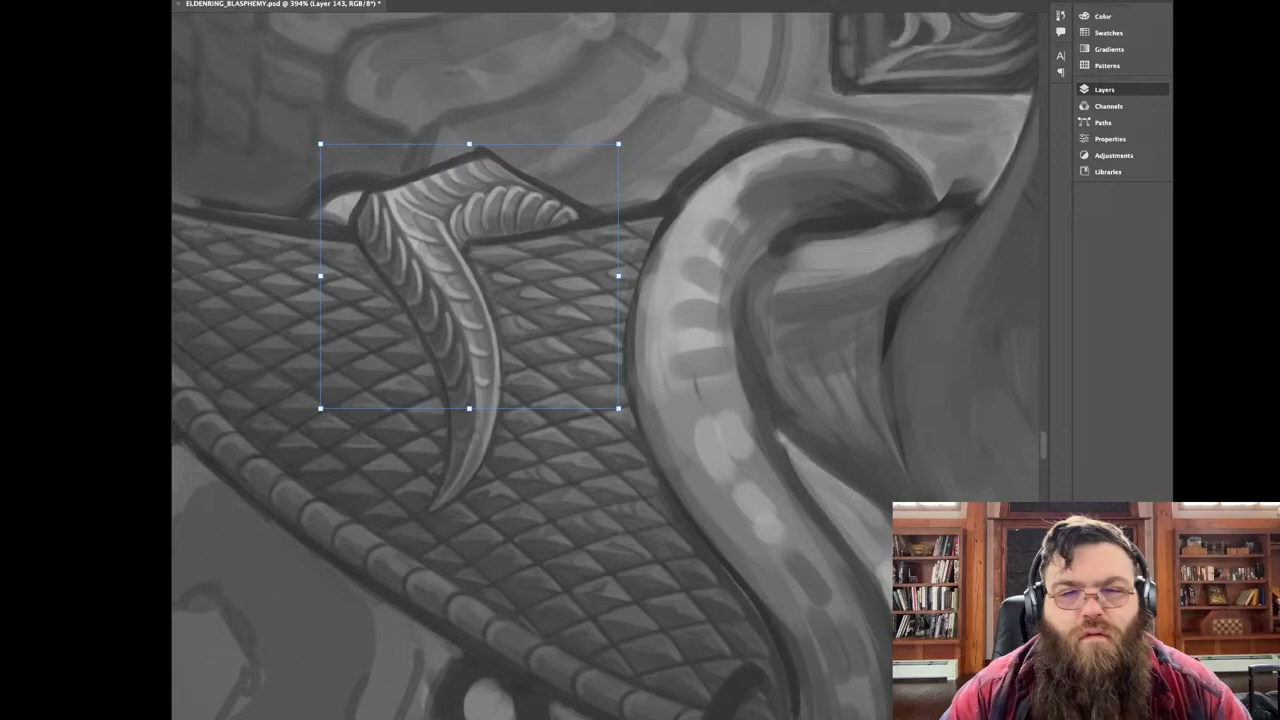 ELDENRING_BLASPHEMY.psd @ 394% (Layer 143, RGB/8*) *
Color
Swatches
Gradients
Patterns
Layers
Channels
Paths
Properties
Adjustments
Libraries